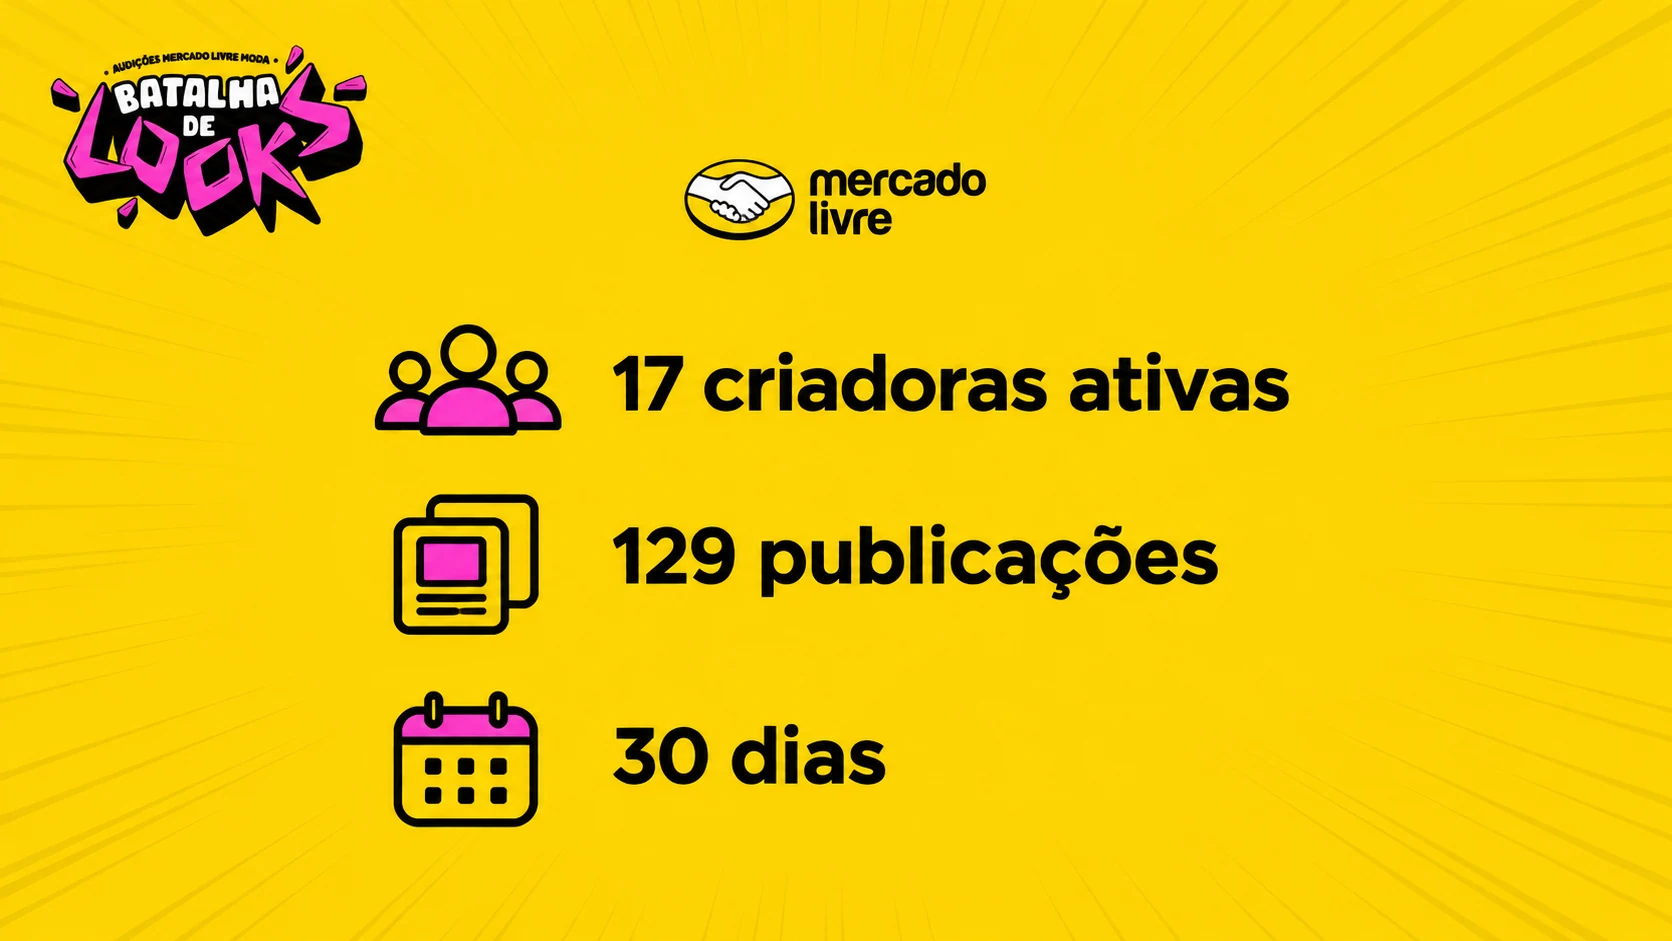 • AUDIÇÕES MERCADO LIVRE MODA •
BATALHA
DE
LOOKS
mercado
livre
17 criadoras ativas
129 publicações
30 dias